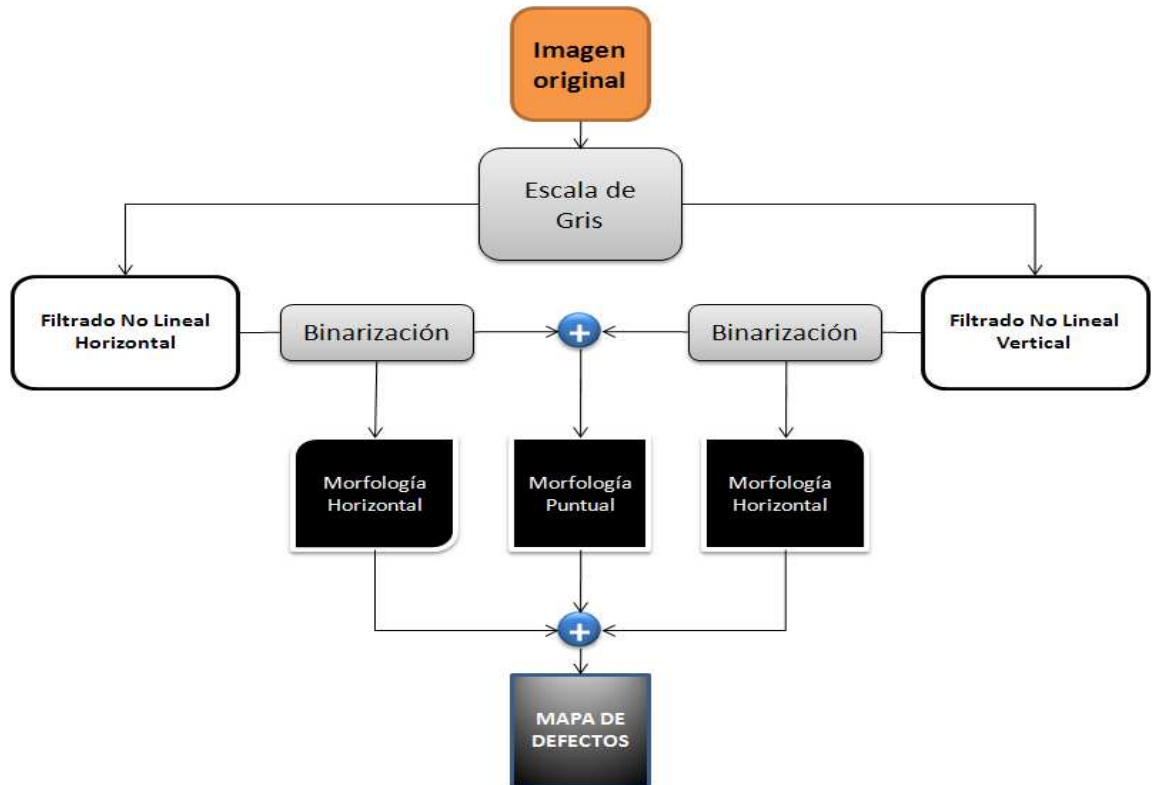 Imagen
original
Escala de
Gris
Filtrado No Lineal
Horizontal
Binarización
+
Binarización
Filtrado No Lineal
Vertical
Morfología
Horizontal
Morfología
Puntual
Morfología
Horizontal
+
MAPA DE
DEFECTOS